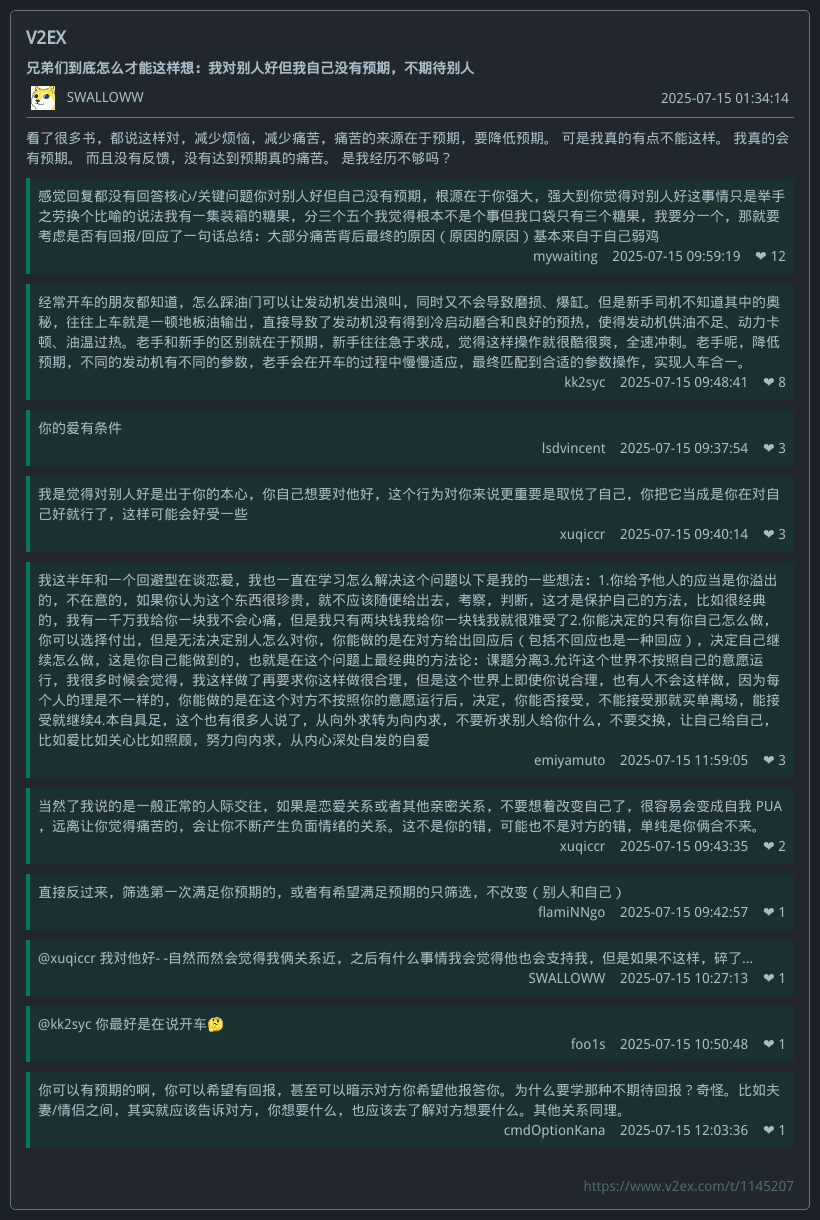 V2EX
兄弟们到底怎么才能这样想：我对别人好但我自己没有预期，不期待别人
SWALLOWW 2025-07-15 01:34:14
看了很多书，都说这样对，减少烦恼，减少痛苦，痛苦的来源在于预期，要降低预期。 可是我真的有点不能这样。 我真的会
有预期。 而且没有反馈，没有达到预期真的痛苦。 是我经历不够吗？
感觉回复都没有回答核心/关键问题你对别人好但自己没有预期，根源在于你强大，强大到你觉得对别人好这事情只是举手
之劳换个比喻的说法我有一集装箱的糖果，分三个五个我觉得根本不是个事但我口袋只有三个糖果，我要分一个，那就要
考虑是否有回报/回应了一句话总结：大部分痛苦背后最终的原因（原因的原因）基本来自于自己弱鸡
mywaiting 2025-07-15 09:59:19 ❤ 12
经常开车的朋友都知道，怎么踩油门可以让发动机发出浪叫，同时又不会导致磨损、爆缸。但是新手司机不知道其中的奥
秘，往往上车就是一顿地板油输出，直接导致了发动机没有得到冷启动磨合和良好的预热，使得发动机供油不足、动力卡
顿、油温过热。老手和新手的区别就在于预期，新手往往急于求成，觉得这样操作就很酷很爽，全速冲刺。老手呢，降低
预期，不同的发动机有不同的参数，老手会在开车的过程中慢慢适应，最终匹配到合适的参数操作，实现人车合一。
kk2syc 2025-07-15 09:48:41 ❤ 8
你的爱有条件
lsdvincent 2025-07-15 09:37:54 ❤ 3
我是觉得对别人好是出于你的本心，你自己想要对他好，这个行为对你来说更重要是取悦了自己，你把它当成是你在对自
己好就行了，这样可能会好受一些
xuqiccr 2025-07-15 09:40:14 ❤ 3
我这半年和一个回避型在谈恋爱，我也一直在学习怎么解决这个问题以下是我的一些想法：1.你给予他人的应当是你溢出
的，不在意的，如果你认为这个东西很珍贵，就不应该随便给出去，考察，判断，这才是保护自己的方法，比如很经典
的，我有一千万我给你一块我不会心痛，但是我只有两块钱我给你一块钱我就很难受了2.你能决定的只有你自己怎么做，
你可以选择付出，但是无法决定别人怎么对你，你能做的是在对方给出回应后（包括不回应也是一种回应），决定自己继
续怎么做，这是你自己能做到的，也就是在这个问题上最经典的方法论：课题分离3.允许这个世界不按照自己的意愿运
行，我很多时候会觉得，我这样做了再要求你这样做很合理，但是这个世界上即使你说合理，也有人不会这样做，因为每
个人的理是不一样的，你能做的是在这个对方不按照你的意愿运行后，决定，你能否接受，不能接受那就买单离场，能接
受就继续4.本自具足，这个也有很多人说了，从向外求转为向内求，不要祈求别人给你什么，不要交换，让自己给自己，
比如爱比如关心比如照顾，努力向内求，从内心深处自发的自爱
emiyamuto 2025-07-15 11:59:05 ❤ 3
当然了我说的是一般正常的人际交往，如果是恋爱关系或者其他亲密关系，不要想着改变自己了，很容易会变成自我 PUA
，远离让你觉得痛苦的，会让你不断产生负面情绪的关系。这不是你的错，可能也不是对方的错，单纯是你俩合不来。
xuqiccr 2025-07-15 09:43:35 ❤ 2
直接反过来，筛选第一次满足你预期的，或者有希望满足预期的只筛选，不改变（别人和自己）
flamiNNgo 2025-07-15 09:42:57 ❤ 1
@xuqiccr 我对他好- -自然而然会觉得我俩关系近，之后有什么事情我会觉得他也会支持我，但是如果不这样，碎了...
SWALLOWW 2025-07-15 10:27:13 ❤ 1
@kk2syc 你最好是在说开车🤔
foo1s 2025-07-15 10:50:48 ❤ 1
你可以有预期的啊，你可以希望有回报，甚至可以暗示对方你希望他报答你。为什么要学那种不期待回报？奇怪。比如夫
妻/情侣之间，其实就应该告诉对方，你想要什么，也应该去了解对方想要什么。其他关系同理。
cmdOptionKana 2025-07-15 12:03:36 ❤ 1
https://www.v2ex.com/t/1145207